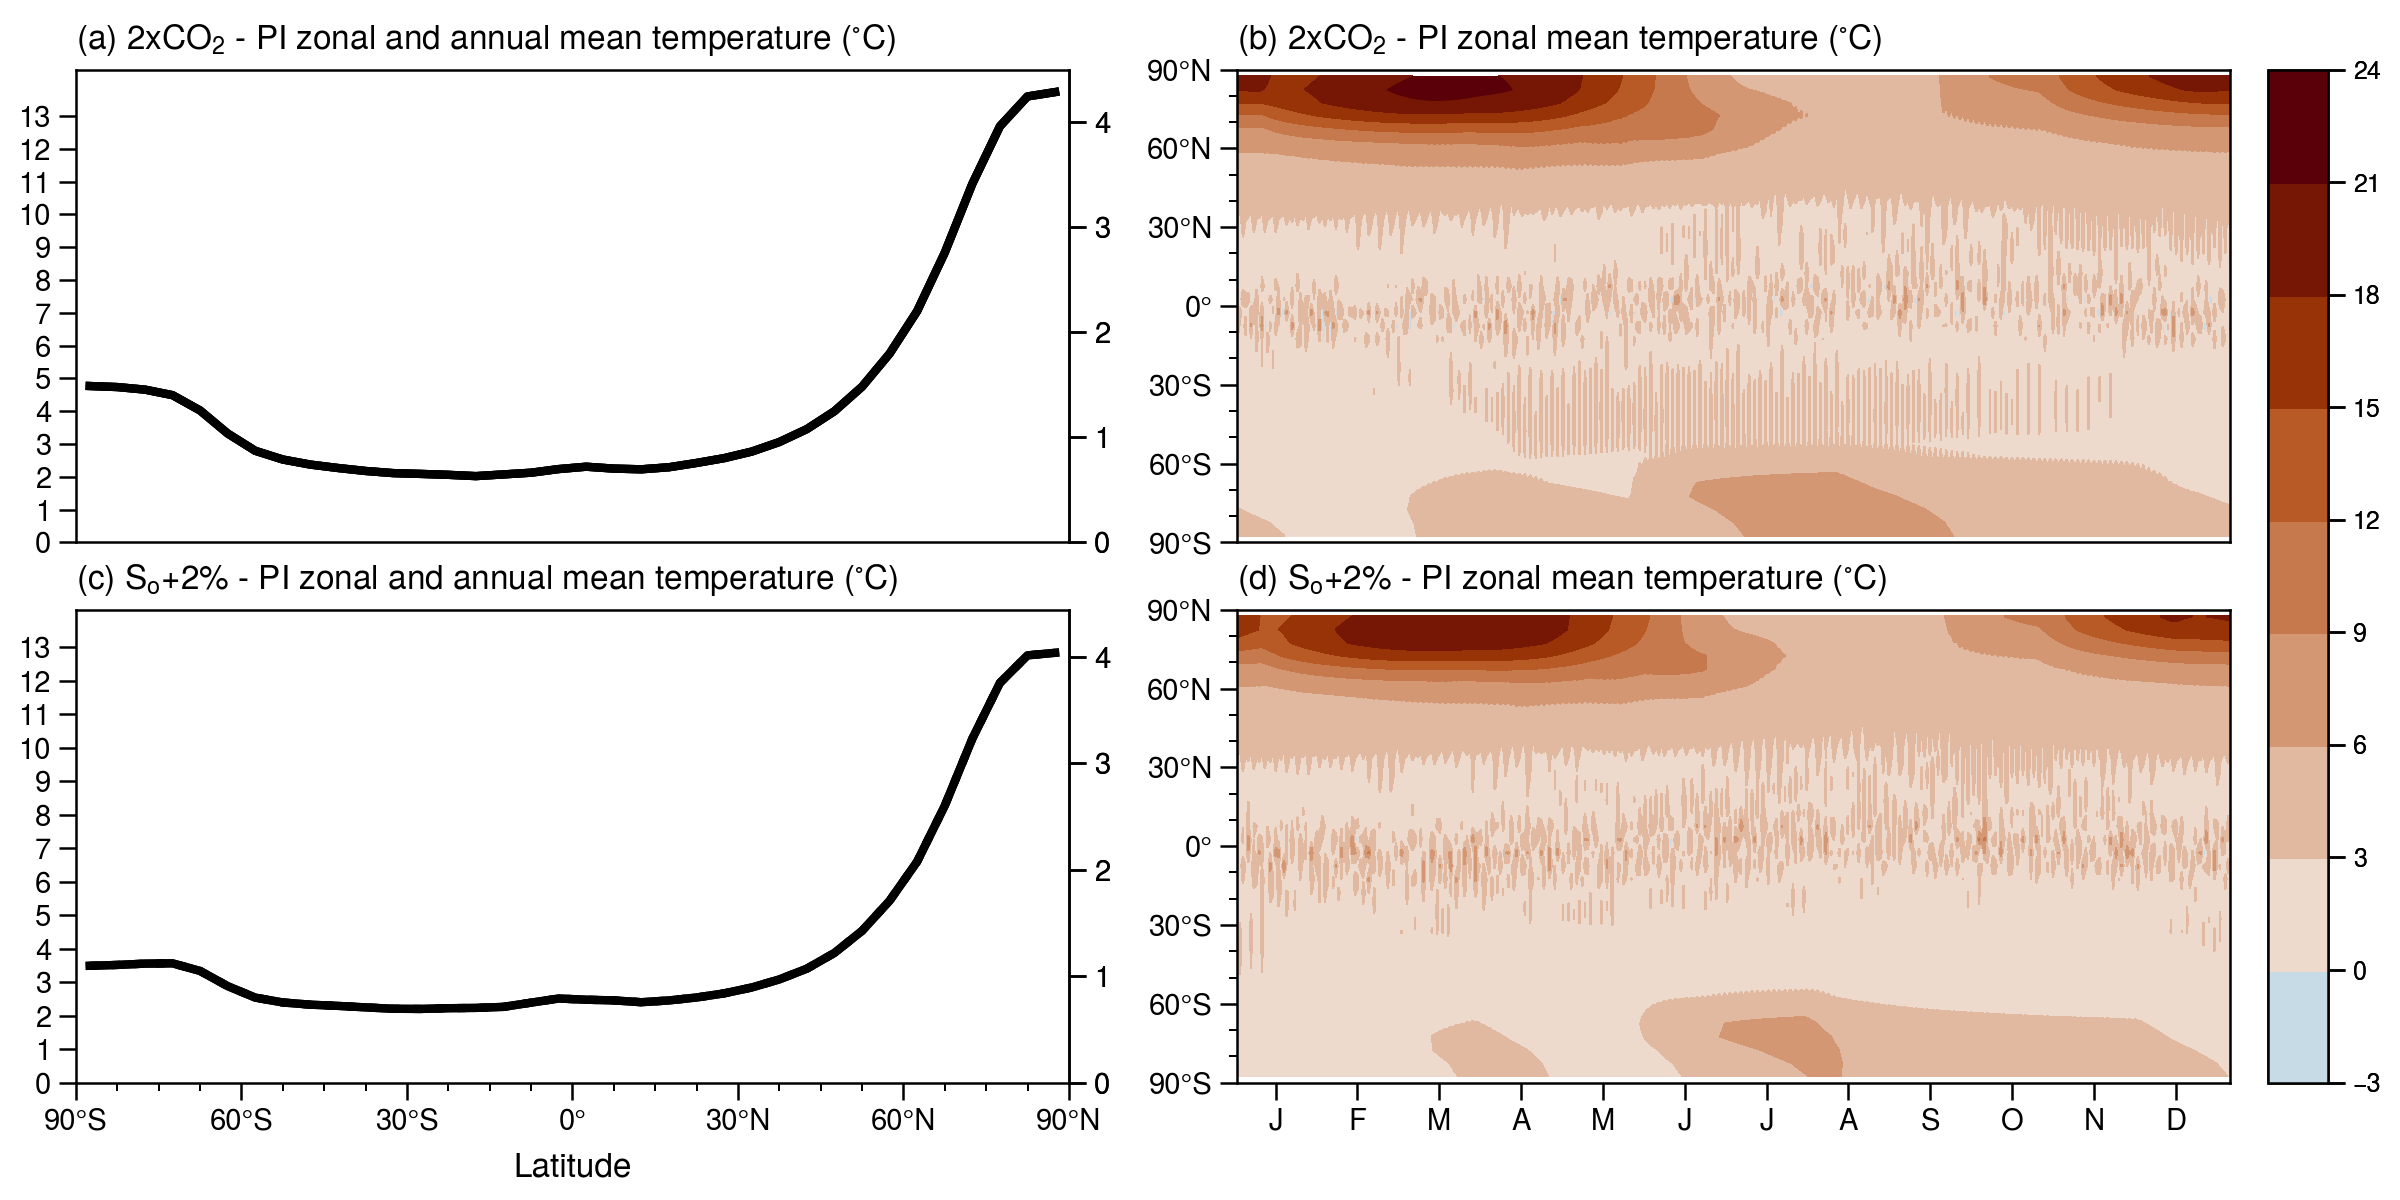 (a) 2xCO₂ - PI zonal and annual mean temperature (°C)
13
12
11
10
9
8
7
6
5
4
3
2
1
0
4
3
2
1
0
(b) 2xCO₂ - PI zonal mean temperature (°C)
90°N
60°N
30°N
0°
30°S
60°S
90°S
(c) Sₒ+2% - PI zonal and annual mean temperature (°C)
13
12
11
10
9
8
7
6
5
4
3
2
1
0
4
3
2
1
0
90°S 60°S 30°S 0° 30°N 60°N 90°N
Latitude
(d) Sₒ+2% - PI zonal mean temperature (°C)
90°N
60°N
30°N
0°
30°S
60°S
90°S
J F M A M J J A S O N D
24
21
18
15
12
9
6
3
0
−3